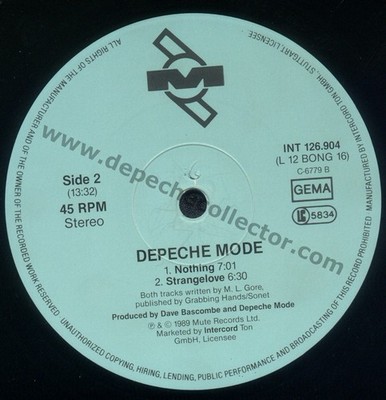 ALL RIGHTS OF THE MANUFACTURER AND OF THE OWNER OF THE RECORDED WORK RESERVED. UNAUTHORIZED COPYING, HIRING, LENDING, PUBLIC PERFORMANCE AND BROADCASTING OF THIS RECORD PROHIBITED. MANUFACTURED BY INTERCORD TON GMBH., STUTTGART, LICENSEE
M
www.depechecollector.com
INT 126.904
(L 12 BONG 16)
C-6779 B
Side 2
(13:32)
45 RPM
Stereo
GEMA
LC 5834
DEPECHE MODE
1. Nothing 7:01
2. Strangelove 6:30
Both tracks written by M. L. Gore,
published by Grabbing Hands/Sonet
Produced by Dave Bascombe and Depeche Mode
℗ & © 1989 Mute Records Ltd.
Marketed by Intercord Ton
GmbH, Licensee